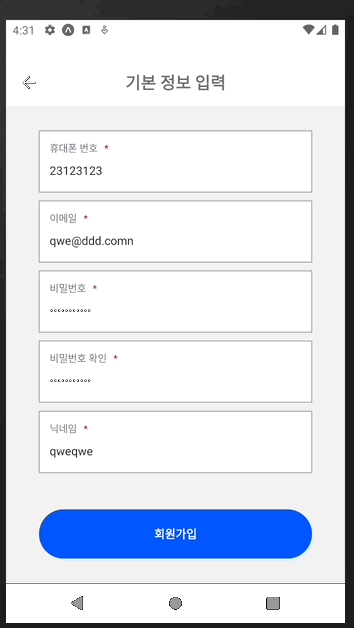 4:31
기본 정보 입력
휴대폰 번호 *
23123123
이메일 *
qwe@ddd.comn
비밀번호 *
비밀번호 확인 *
닉네임 *
qweqwe
회원가입